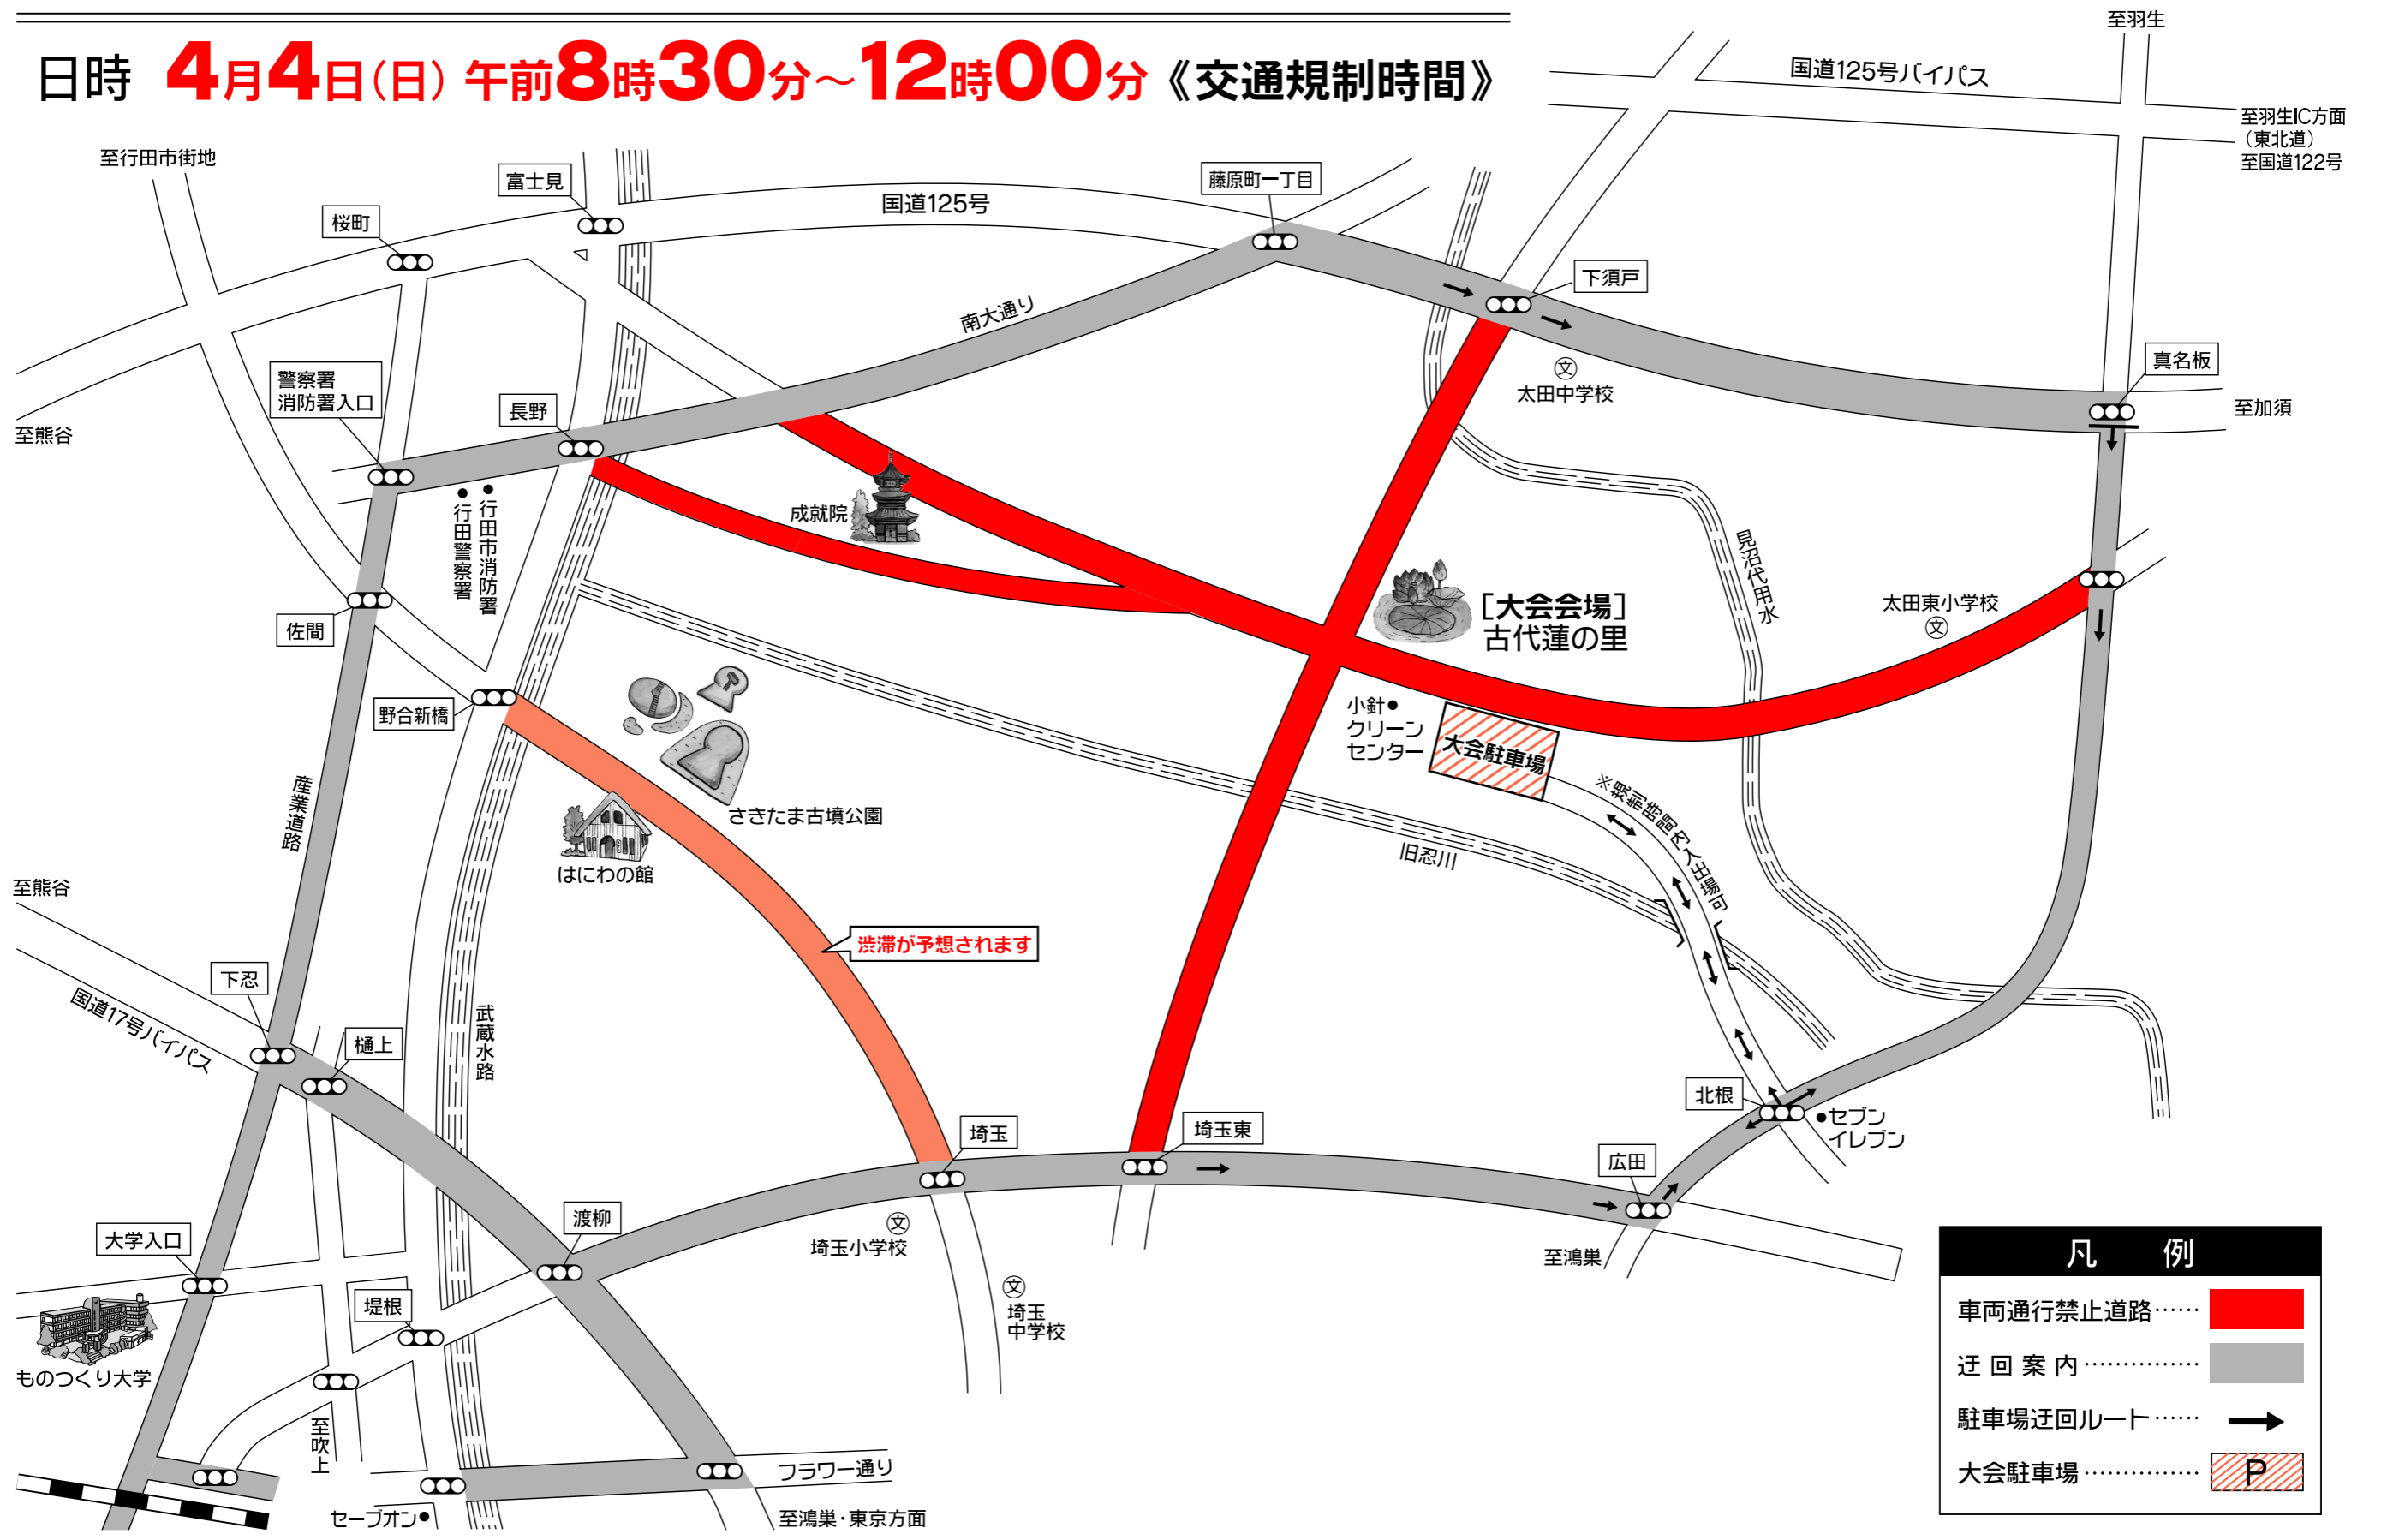 日時 4月4日(日) 午前8時30分～12時00分《交通規制時間》
至羽生
国道125号バイパス
至羽生IC方面
（東北道）
至国道122号
至行田市街地
富士見
藤原町一丁目
国道125号
桜町
下須戸
南大通り
真名板
警察署
消防署入口
太田中学校
文
長野
至加須
至熊谷
成就院
行田市消防署
行田警察署
見沼代用水
[大会会場]
古代蓮の里
太田東小学校
文
佐間
野合新橋
小針
クリーン
センター
大会駐車場
※規制時間内入出場可
産業道路
さきたま古墳公園
はにわの館
旧忍川
至熊谷
渋滞が予想されます
下忍
国道17号バイパス
武蔵水路
樋上
北根
セブン
イレブン
埼玉
埼玉東
広田
渡柳
大学入口
文
埼玉小学校
至鴻巣
文
埼玉
中学校
堤根
ものつくり大学
至吹上
フラワー通り
セーブオン
至鴻巣・東京方面
凡 例
車両通行禁止道路……
迂回案内……………
駐車場迂回ルート……
大会駐車場……………
P